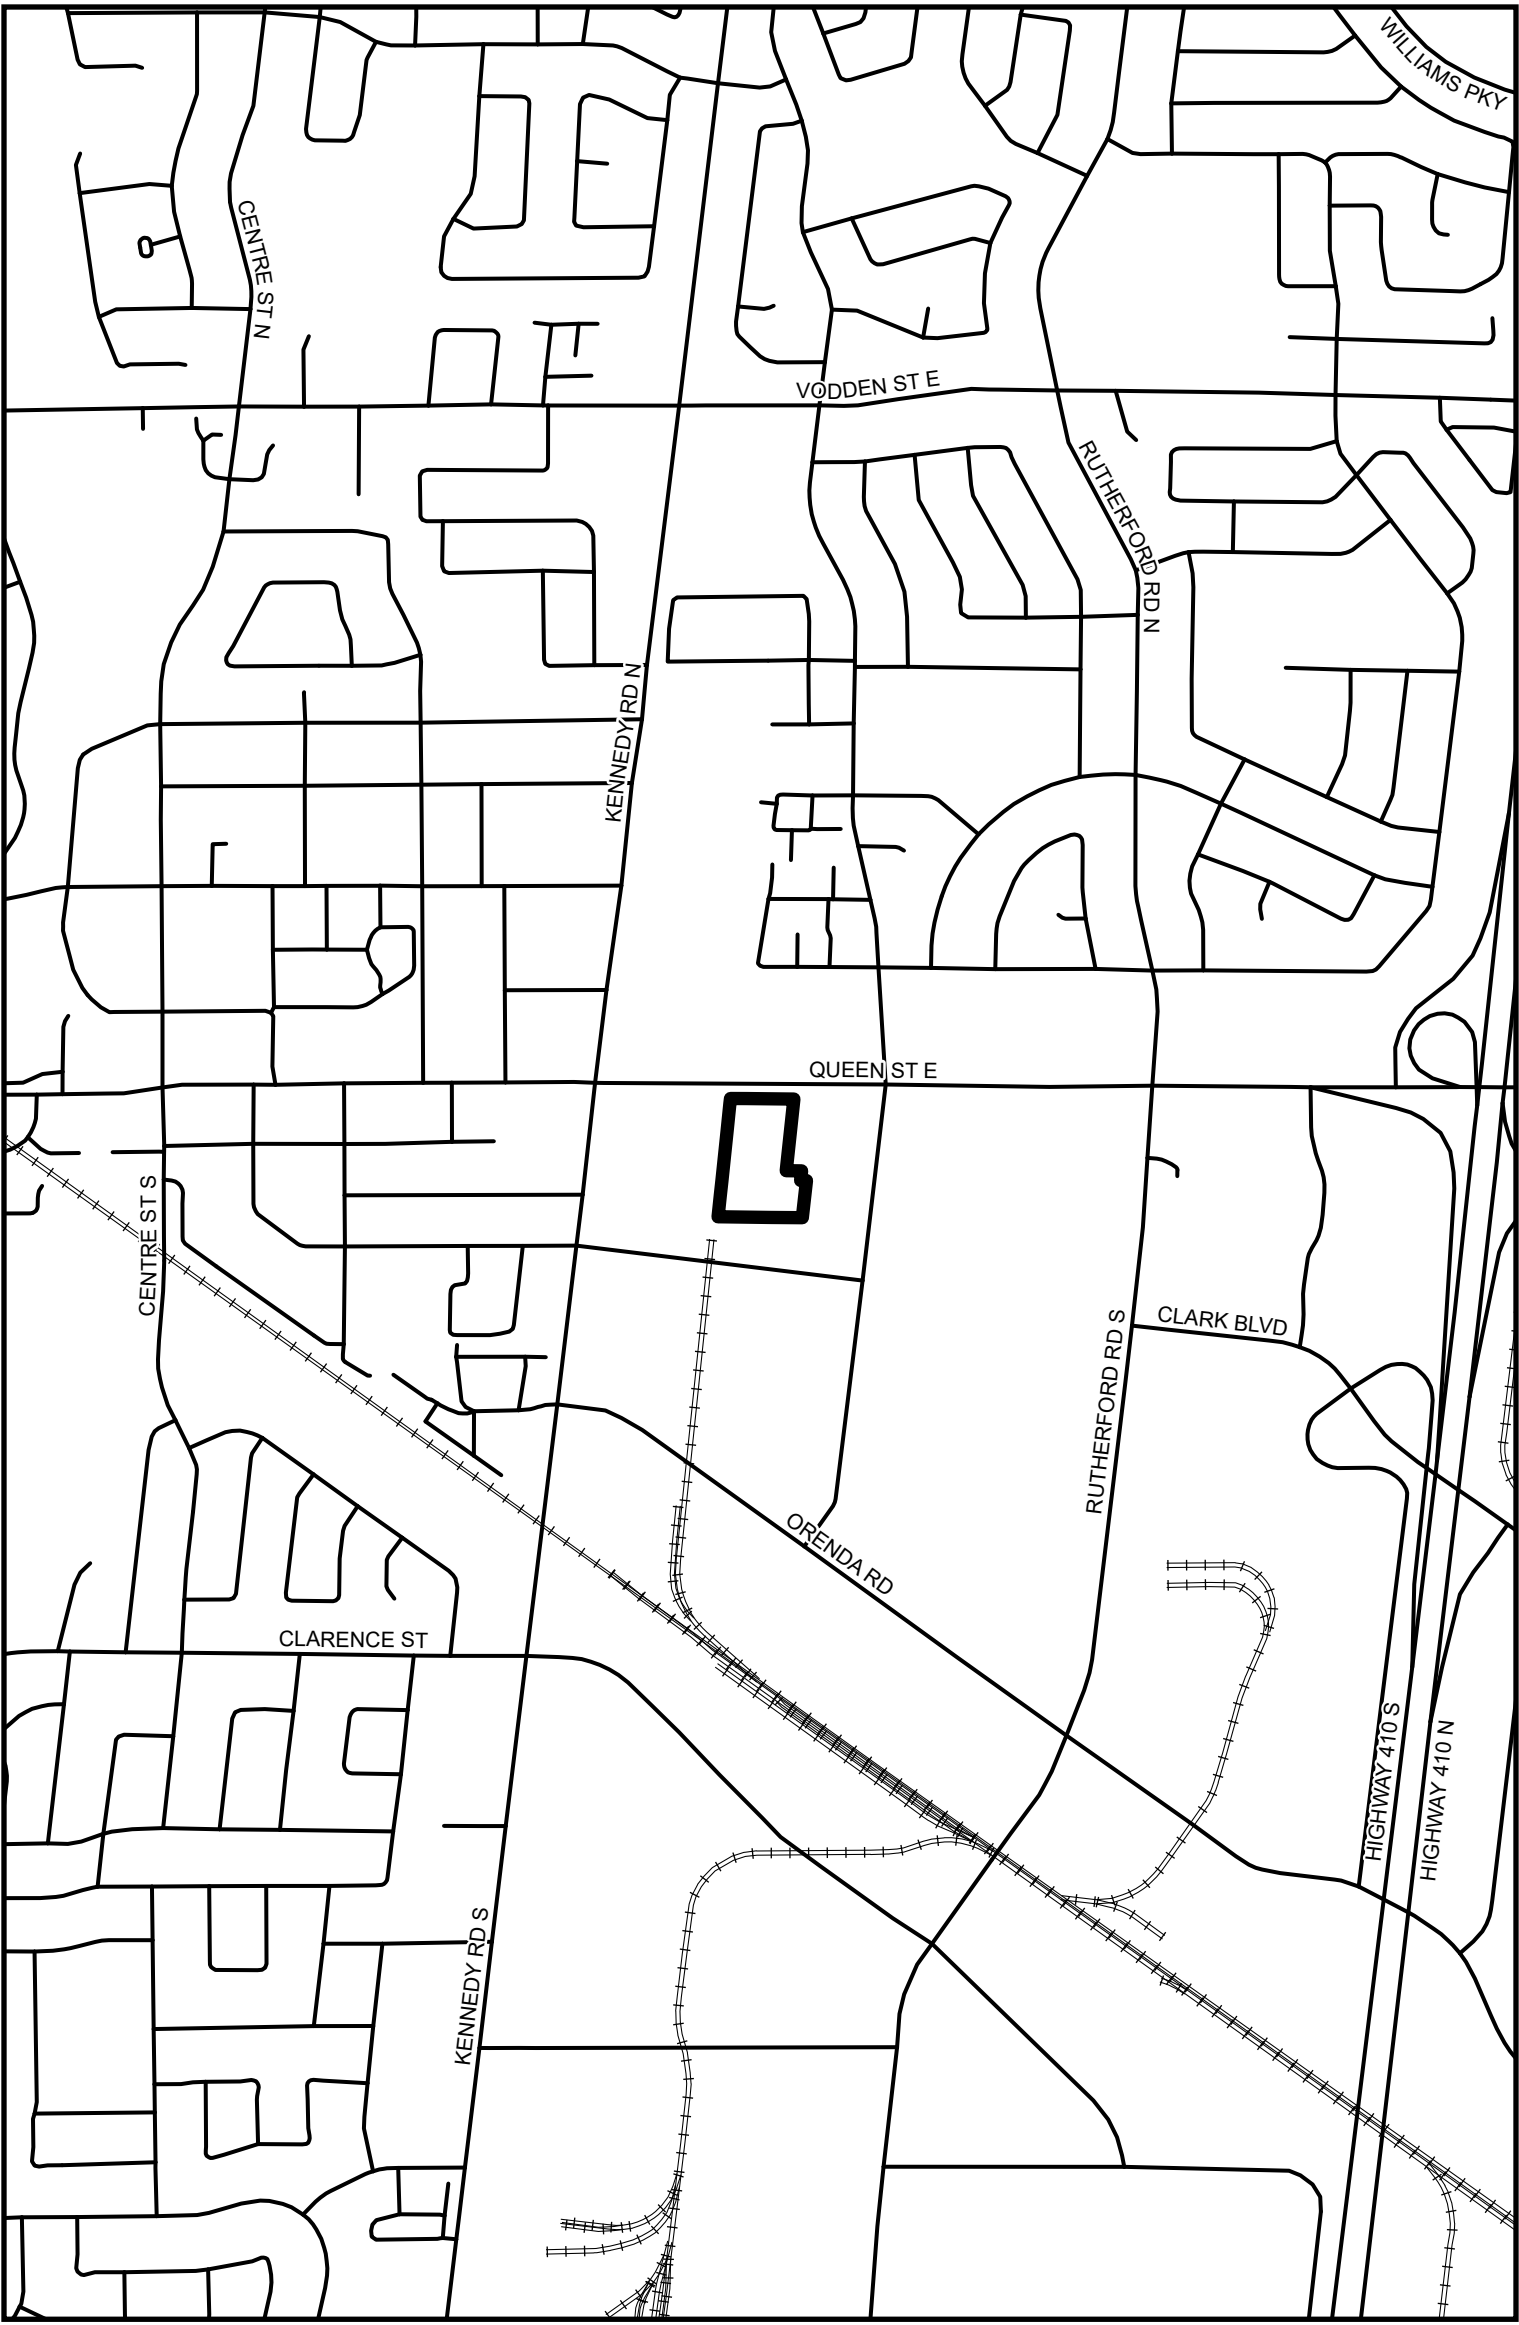 WILLIAMS PKY
CENTRE ST N
VODDEN ST E
RUTHERFORD RD N
KENNEDY RD N
QUEEN ST E
CENTRE ST S
CLARK BLVD
RUTHERFORD RD S
ORENDA RD
CLARENCE ST
HIGHWAY 410 S
HIGHWAY 410 N
KENNEDY RD S